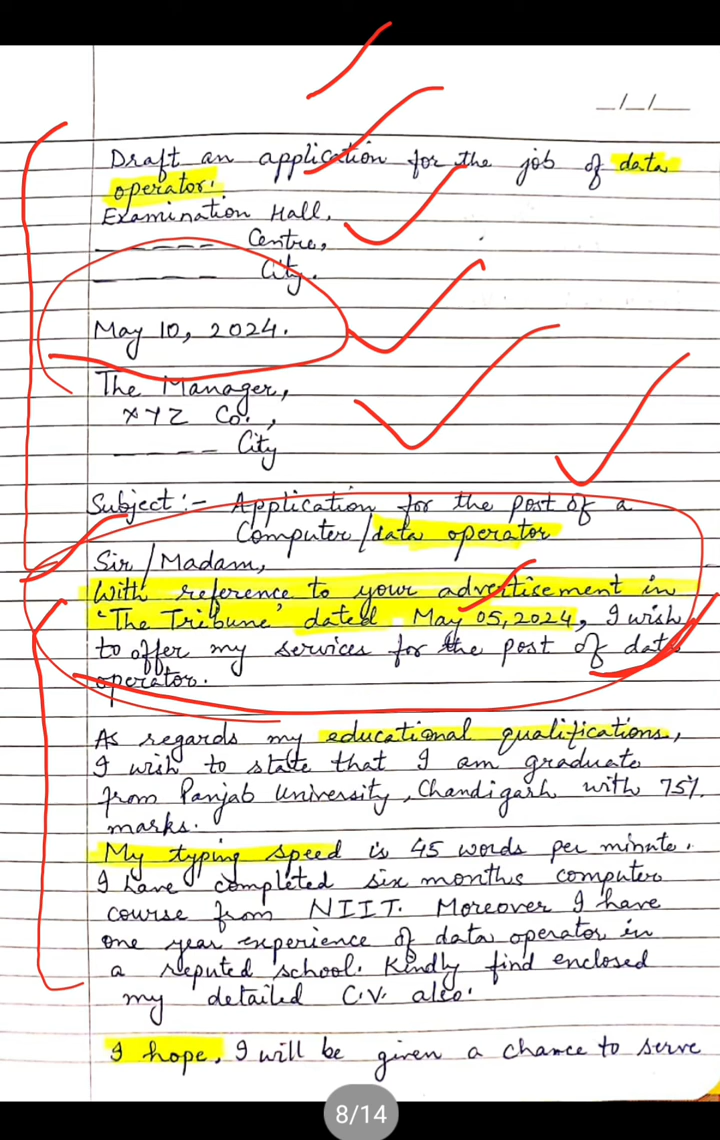 _/_/__
Draft an application for the job of data
operator.
Examination Hall,
______ Centre,
______ City.
May 10, 2024.
The Manager,
XYZ Co.,
_____ City
Subject:- Application for the post of a
Computer/data operator
Sir/Madam,
With reference to your advertisement in
'The Tribune' dated May 05, 2024, I wish
to offer my services for the post of data
operator.
As regards my educational qualifications,
I wish to state that I am graduate
from Panjab University, Chandigarh with 75%
marks.
My typing speed is 45 words per minute.
I have completed six months computer
course from NIIT. Moreover I have
one year experience of data operator in
a reputed school. Kindly find enclosed
my detailed C.V. also.
I hope, I will be given a chance to serve
8/14